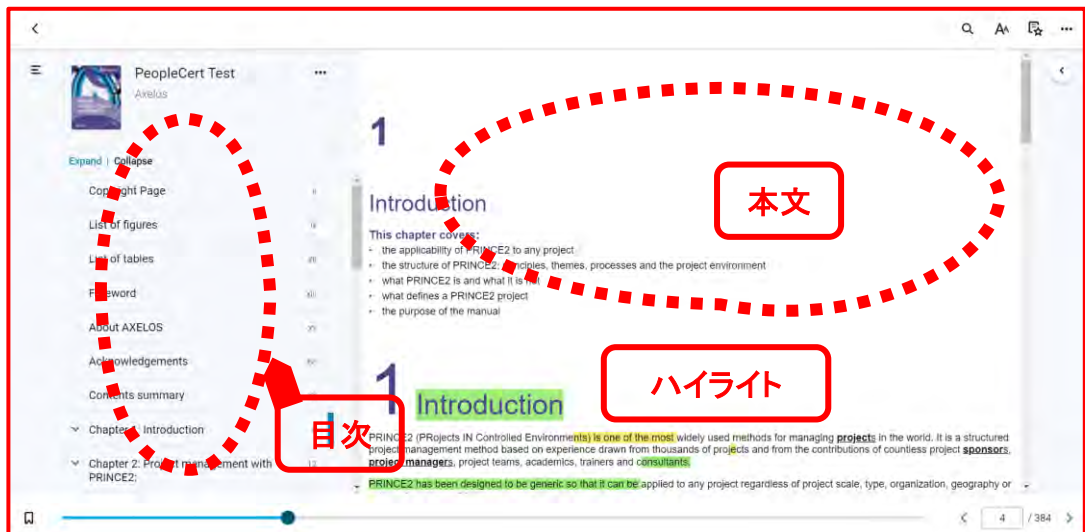 PeopleCert Test
Axelos
Expand | Collapse
Copyright Page
List of figures
List of tables
Foreword
About AXELOS
Acknowledgements
Contents summary
Chapter 1: Introduction
Chapter 2: Project management with
PRINCE2;
目次
1
Introduction
This chapter covers:
the applicability of PRINCE2 to any project
the structure of PRINCE2: principles, themes, processes and the project environment
what PRINCE2 is and what it is not
what defines a PRINCE2 project
the purpose of the manual
本文
ハイライト
1 Introduction
PRINCE2 (PRojects IN Controlled Environments) is one of the most widely used methods for managing projects in the world. It is a structured
project management method based on experience drawn from thousands of projects and from the contributions of countless project sponsors,
project managers, project teams, academics, trainers and consultants.
PRINCE2 has been designed to be generic so that it can be applied to any project regardless of project scale, type, organization, geography or
4 / 384